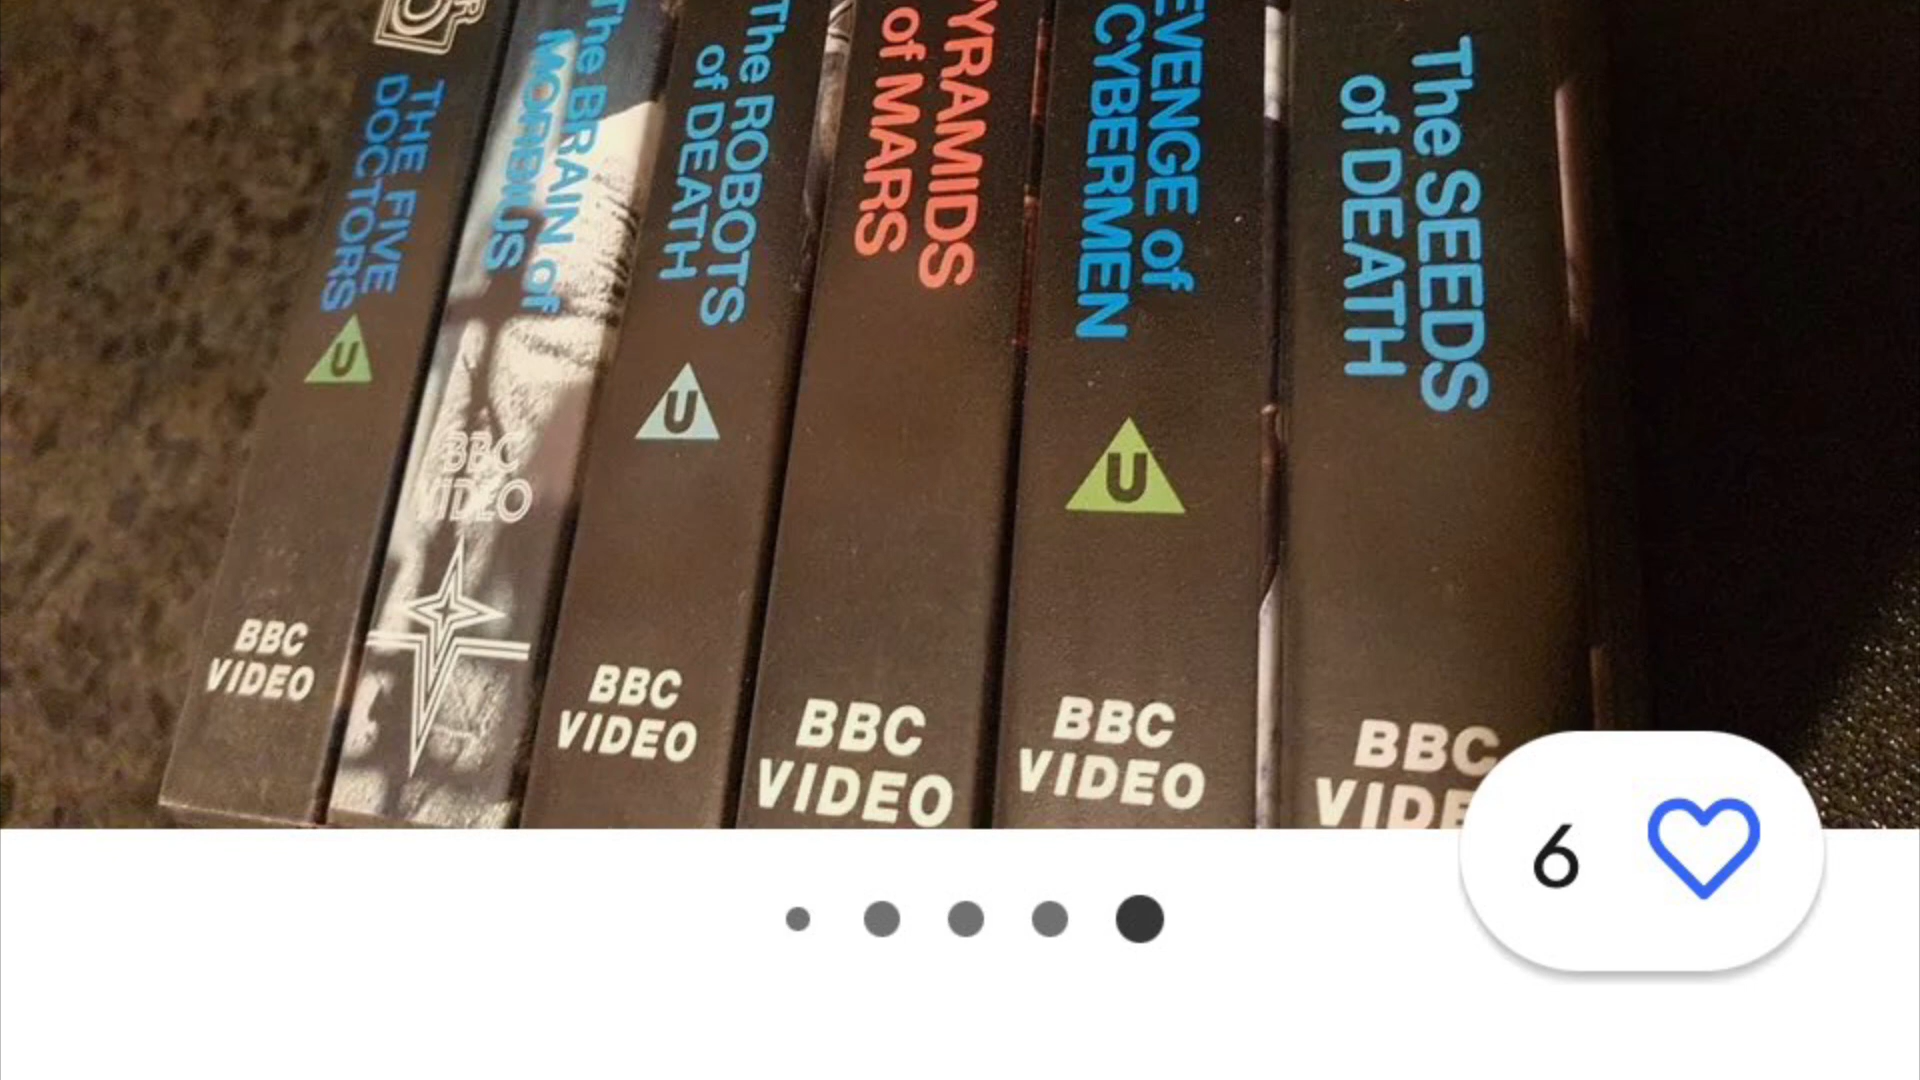 THE FIVE
DOCTORS
U
BBC
VIDEO
The BRAIN of
MORBIUS
BBC
VIDEO
The ROBOTS
of DEATH
U
BBC
VIDEO
YRAMIDS
of MARS
BBC
VIDEO
EVENGE of
CYBERMEN
U
BBC
VIDEO
The SEEDS
of DEATH
BBC
VIDE
6